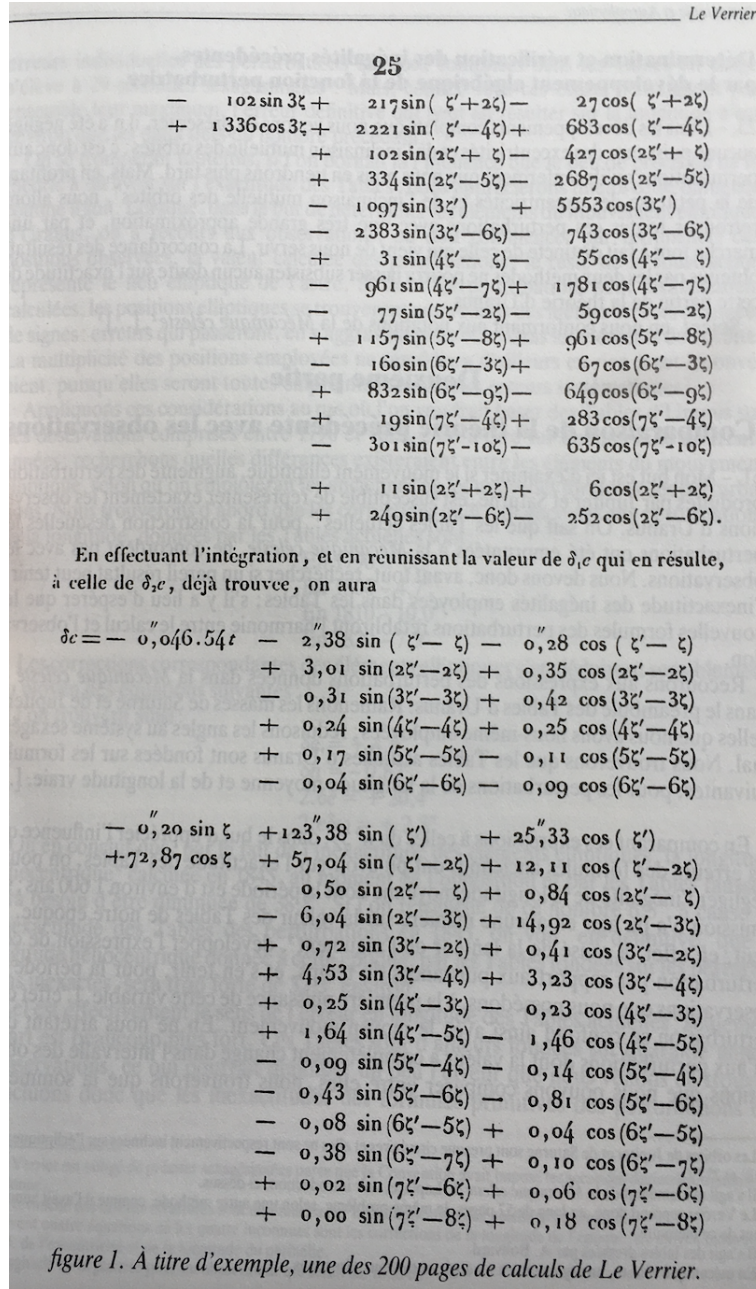 Le Verrier
25
102 sin 3ζ + 217 sin ( ζ′+2ζ) — 27 cos ( ζ′+2ζ)
+ 1 336 cos 3ζ + 2 221 sin ( ζ′—4ζ) + 683 cos ( ζ′—4ζ)
+ 102 sin (2ζ′+ ζ) — 427 cos (2ζ′+ ζ)
+ 334 sin (2ζ′—5ζ) — 2 687 cos (2ζ′—5ζ)
— 1 097 sin (3ζ′) + 5 553 cos (3ζ′)
— 2 383 sin (3ζ′—6ζ) — 743 cos (3ζ′—6ζ)
+ 31 sin (4ζ′— ζ) — 55 cos (4ζ′— ζ)
— 961 sin (4ζ′—7ζ) + 1 781 cos (4ζ′—7ζ)
— 77 sin (5ζ′—2ζ) — 59 cos (5ζ′—2ζ)
+ 1 157 sin (5ζ′—8ζ) + 961 cos (5ζ′—8ζ)
— 160 sin (6ζ′—3ζ) + 67 cos (6ζ′—3ζ)
+ 832 sin (6ζ′—9ζ) — 649 cos (6ζ′—9ζ)
+ 19 sin (7ζ′—4ζ) + 283 cos (7ζ′—4ζ)
— 301 sin (7ζ′-10ζ) — 635 cos (7ζ′-10ζ)
+ 11 sin (2ζ′+2ζ) + 6 cos (2ζ′+2ζ)
+ 249 sin (2ζ′—6ζ) — 252 cos (2ζ′—6ζ).
En effectuant l'intégration, et en réunissant la valeur de δ₁c qui en résulte,
à celle de δ₂c, déjà trouvée, on aura
δc = — 0″,046.54t — 2″,38 sin ( ζ′— ζ) — 0″,28 cos ( ζ′— ζ)
+ 3,01 sin (2ζ′—2ζ) + 0,35 cos (2ζ′—2ζ)
— 0,31 sin (3ζ′—3ζ) + 0,42 cos (3ζ′—3ζ)
+ 0,24 sin (4ζ′—4ζ) + 0,25 cos (4ζ′—4ζ)
+ 0,17 sin (5ζ′—5ζ) — 0,11 cos (5ζ′—5ζ)
— 0,04 sin (6ζ′—6ζ) — 0,09 cos (6ζ′—6ζ)
— 0″,20 sin ζ + 123″,38 sin ( ζ′) + 25″,33 cos ( ζ′)
+72,87 cos ζ + 57,04 sin ( ζ′—2ζ) + 12,11 cos ( ζ′—2ζ)
— 0,50 sin (2ζ′— ζ) + 0,84 cos (2ζ′— ζ)
— 6,04 sin (2ζ′—3ζ) + 14,92 cos (2ζ′—3ζ)
+ 0,72 sin (3ζ′—2ζ) + 0,41 cos (3ζ′—2ζ)
+ 4,53 sin (3ζ′—4ζ) + 3,23 cos (3ζ′—4ζ)
+ 0,25 sin (4ζ′—3ζ) — 0,23 cos (4ζ′—3ζ)
+ 1,64 sin (4ζ′—5ζ) — 1,46 cos (4ζ′—5ζ)
— 0,09 sin (5ζ′—4ζ) — 0,14 cos (5ζ′—4ζ)
— 0,43 sin (5ζ′—6ζ) — 0,81 cos (5ζ′—6ζ)
— 0,08 sin (6ζ′—5ζ) + 0,04 cos (6ζ′—5ζ)
— 0,38 sin (6ζ′—7ζ) + 0,10 cos (6ζ′—7ζ)
+ 0,02 sin (7ζ′—6ζ) + 0,06 cos (7ζ′—6ζ)
+ 0,00 sin (7ζ′—8ζ) + 0,18 cos (7ζ′—8ζ)
figure 1. À titre d'exemple, une des 200 pages de calculs de Le Verrier.